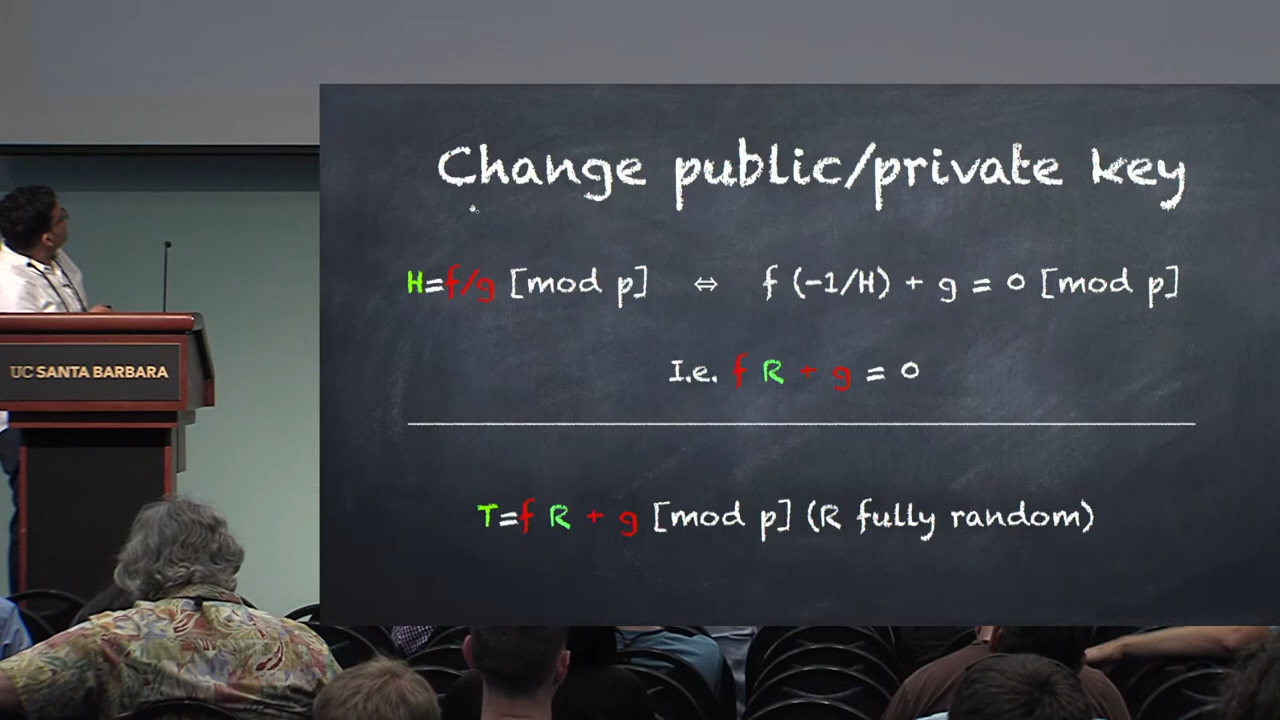 Change public/private key
H=f/g [mod p] ⇔ f (-1/H) + g = 0 [mod p]
I.e. f R + g = 0
T=f R + g [mod p] (R fully random)
UC SANTA BARBARA